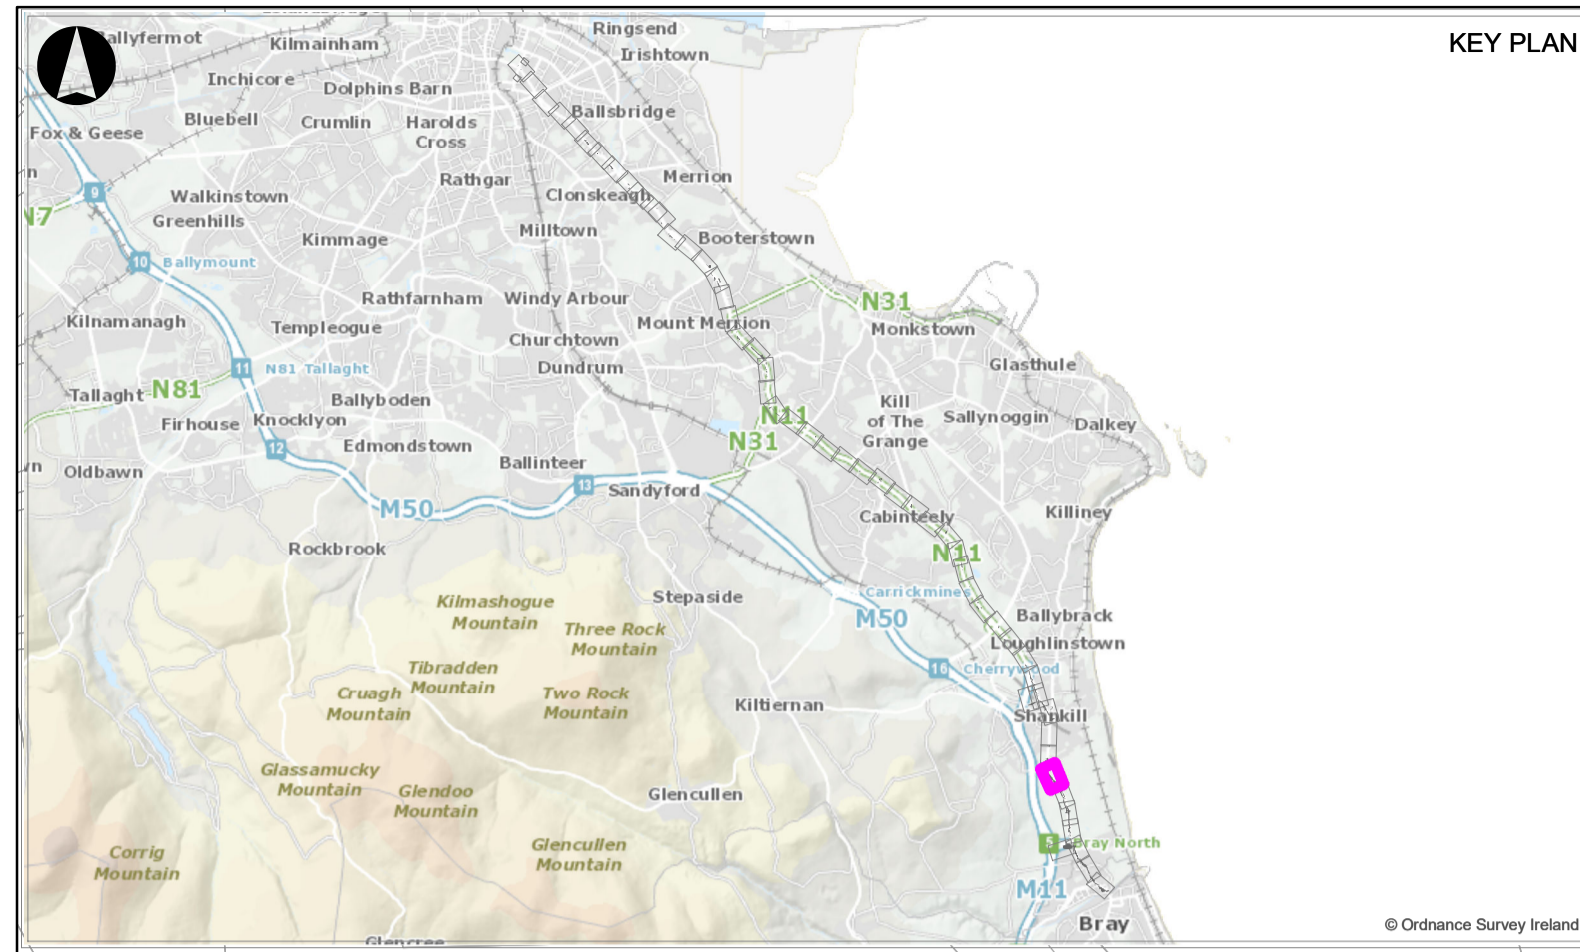 KEY PLAN
Ringsend
Ballyfermot
Kilmainham
Irishtown
Inchicore
Dolphins Barn
Ballsbridge
Bluebell
Crumlin
Harolds
Cross
Fox & Geese
Merrion
Rathgar
9
Walkinstown
Clonskeagh
N7
Greenhills
Milltown
Kimmage
Booterstown
10
Ballymount
Rathfarnham
Windy Arbour
N31
Kilnamanagh
Templeogue
Mount Merrion
Monkstown
Churchtown
11
N81 Tallaght
Dundrum
Glasthule
Tallaght
N81
Ballyboden
Kill
of The
Grange
N11
Sallynoggin
Dalkey
Firhouse
Knocklyon
N31
12
Edmondstown
Ballinteer
Oldbawn
13
Sandyford
M50
Cabinteely
Killiney
Rockbrook
N11
Carrickmines
Stepaside
Kilmashogue
Mountain
M50
Ballybrack
Three Rock
Mountain
Loughlinstown
16
Cherrywood
Tibradden
Mountain
Cruagh
Mountain
Two Rock
Mountain
Kiltiernan
Shankill
Glassamucky
Mountain
Glendoo
Mountain
Glencullen
5
Bray North
Glencullen
Mountain
Corrig
Mountain
M11
Bray
© Ordnance Survey Ireland
Glencree